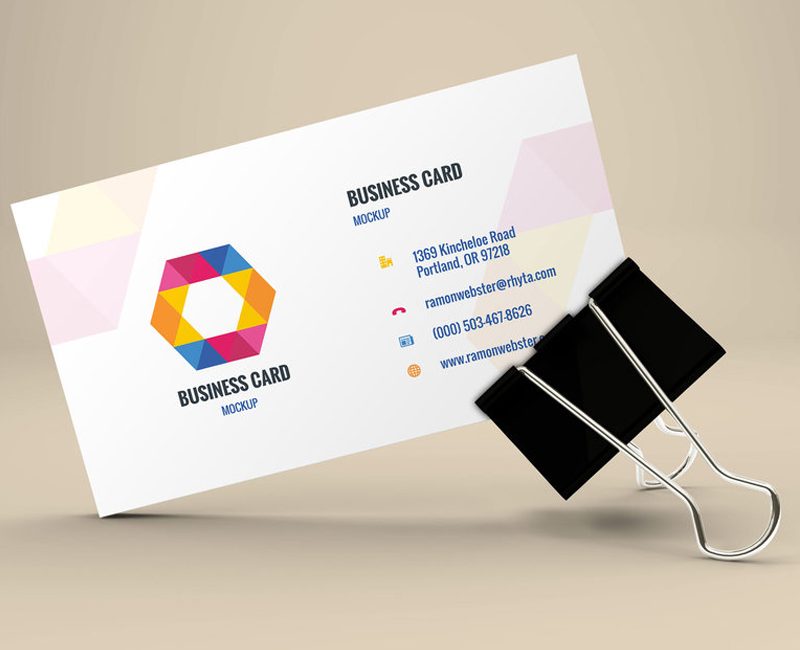 BUSINESS CARD
MOCKUP
BUSINESS CARD
MOCKUP
1369 Kincheloe Road
Portland, OR 97218
ramonwebster@rhyta.com
(000) 503-467-8626